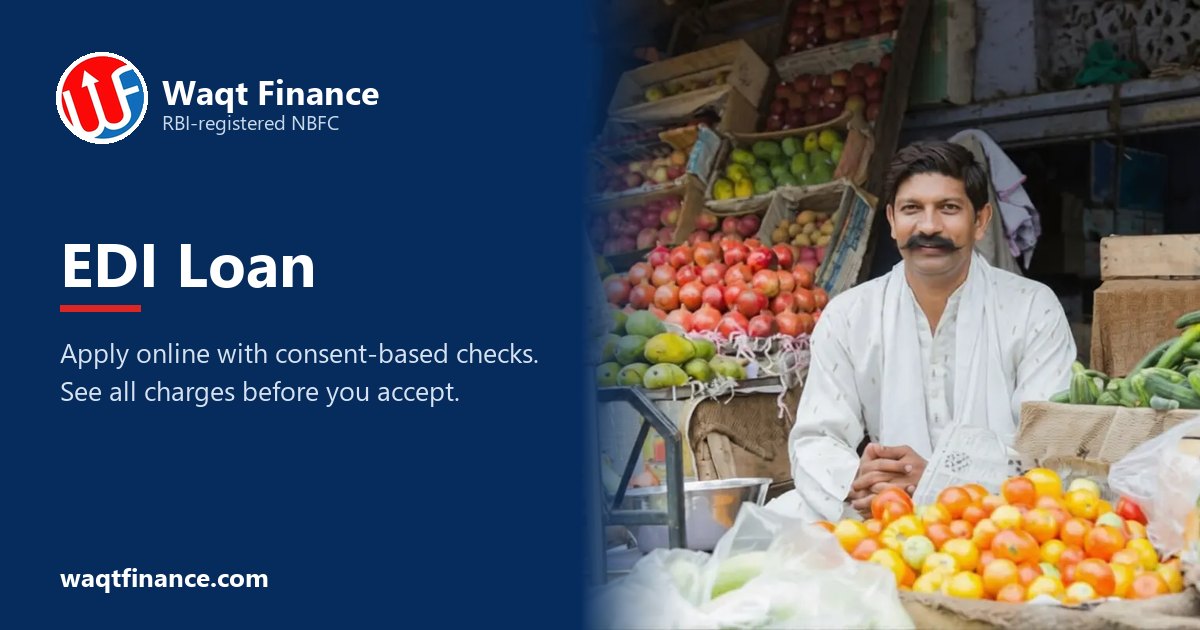 Waqt Finance
RBI-registered NBFC
EDI Loan
Apply online with consent-based checks.
See all charges before you accept.
waqtfinance.com